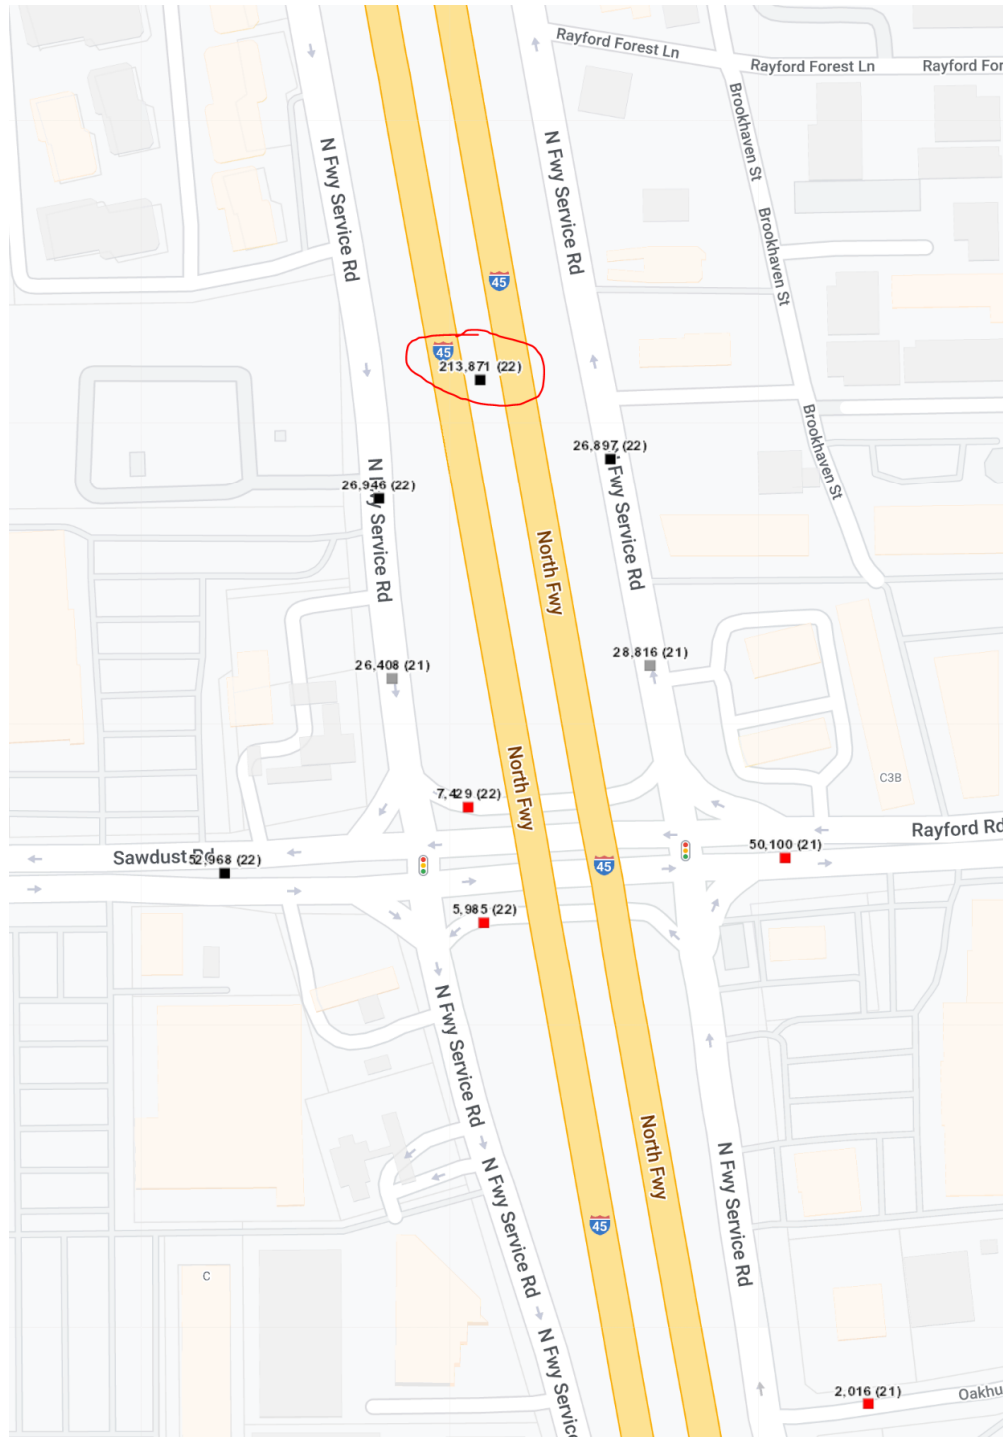 Rayford Forest Ln
Rayford Forest Ln
Rayford For
Brookhaven St
N Fwy Service Rd
N Fwy Service Rd
Brookhaven St
45
45
213,871 (22)
Brookhaven St
26,897 (22)
26,946 (22)
N Fwy Service Rd
Fwy Service Rd
North Fwy
28,816 (21)
26,408 (21)
North Fwy
C3B
7,429 (22)
Rayford Rd
50,100 (21)
Sawdust Rd
52,968 (22)
45
5,985 (22)
N Fwy Service Rd
North Fwy
N Fwy Service Rd
N Fwy Service Rd
45
C
N Fwy Service
2,016 (21)
Oakhu